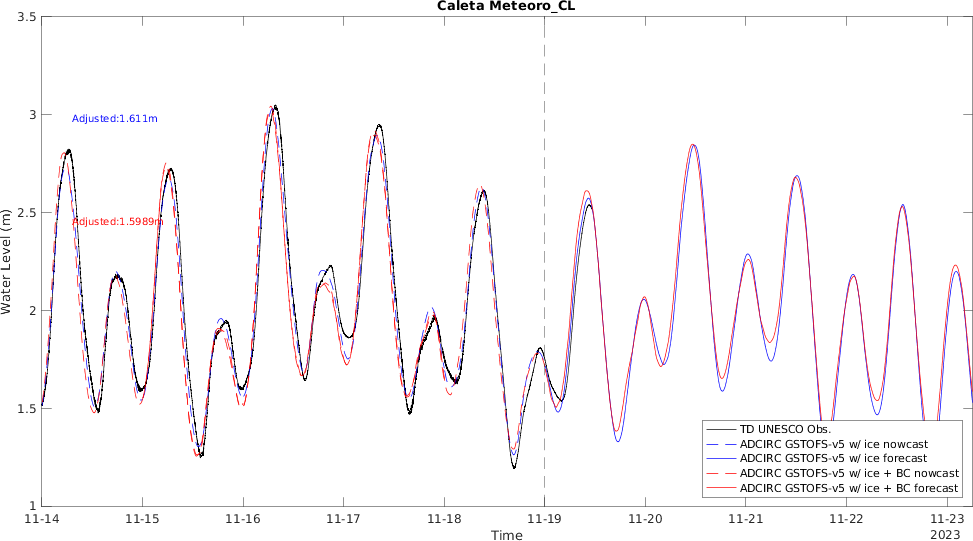 Caleta Meteoro_CL
3.5
3
2.5
2
1.5
1
Water Level (m)
Adjusted:1.611m
Adjusted:1.5989m
TD UNESCO Obs.
ADCIRC GSTOFS-v5 w/ ice nowcast
ADCIRC GSTOFS-v5 w/ ice forecast
ADCIRC GSTOFS-v5 w/ ice + BC nowcast
ADCIRC GSTOFS-v5 w/ ice + BC forecast
11-14 11-15 11-16 11-17 11-18 11-19 11-20 11-21 11-22 11-23
2023
Time